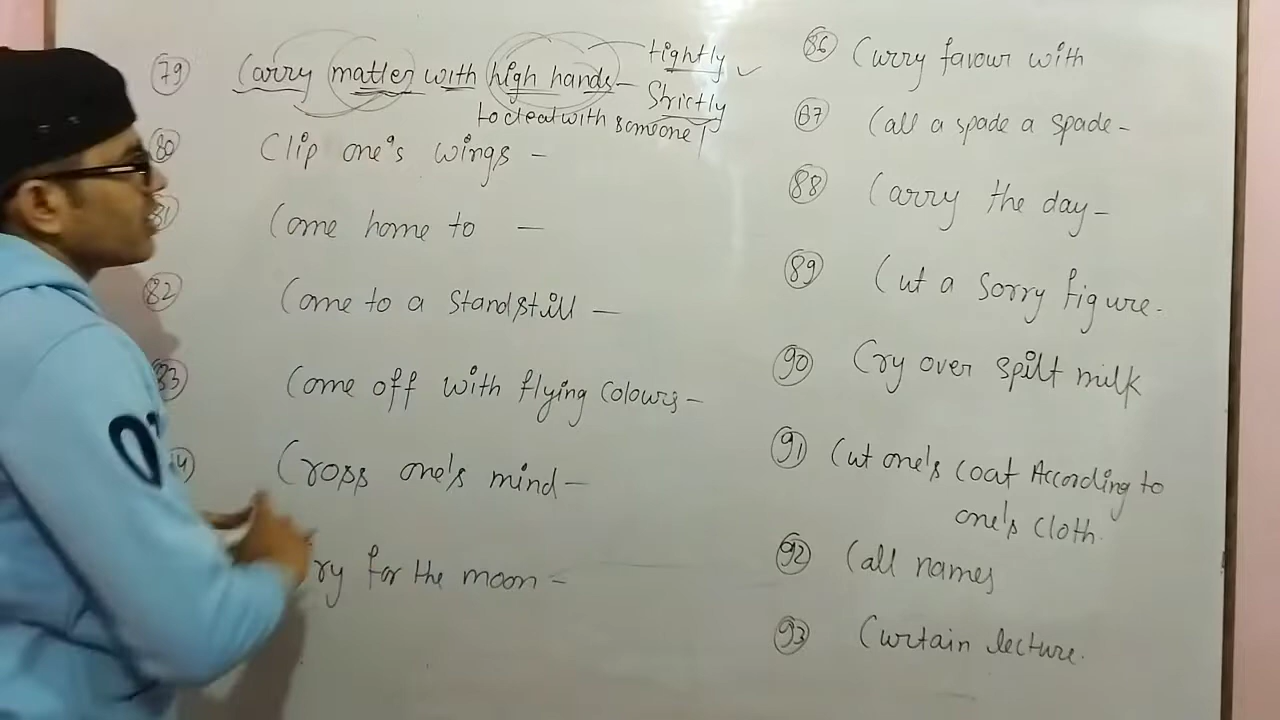 79 Carry matter with high hands - tightly
Strictly
to deal with someone
80 Clip one's wings -
81 Come home to -
82 Come to a standstill -
83 Come off with flying colours -
Cross one's mind -
ry for the moon -
86 Curry favour with
87 Call a spade a spade -
88 Carry the day -
89 Cut a sorry figure.
90 Cry over spilt milk
91 Cut one's coat According to
one's cloth.
92 Call names
93 Curtain lecture.